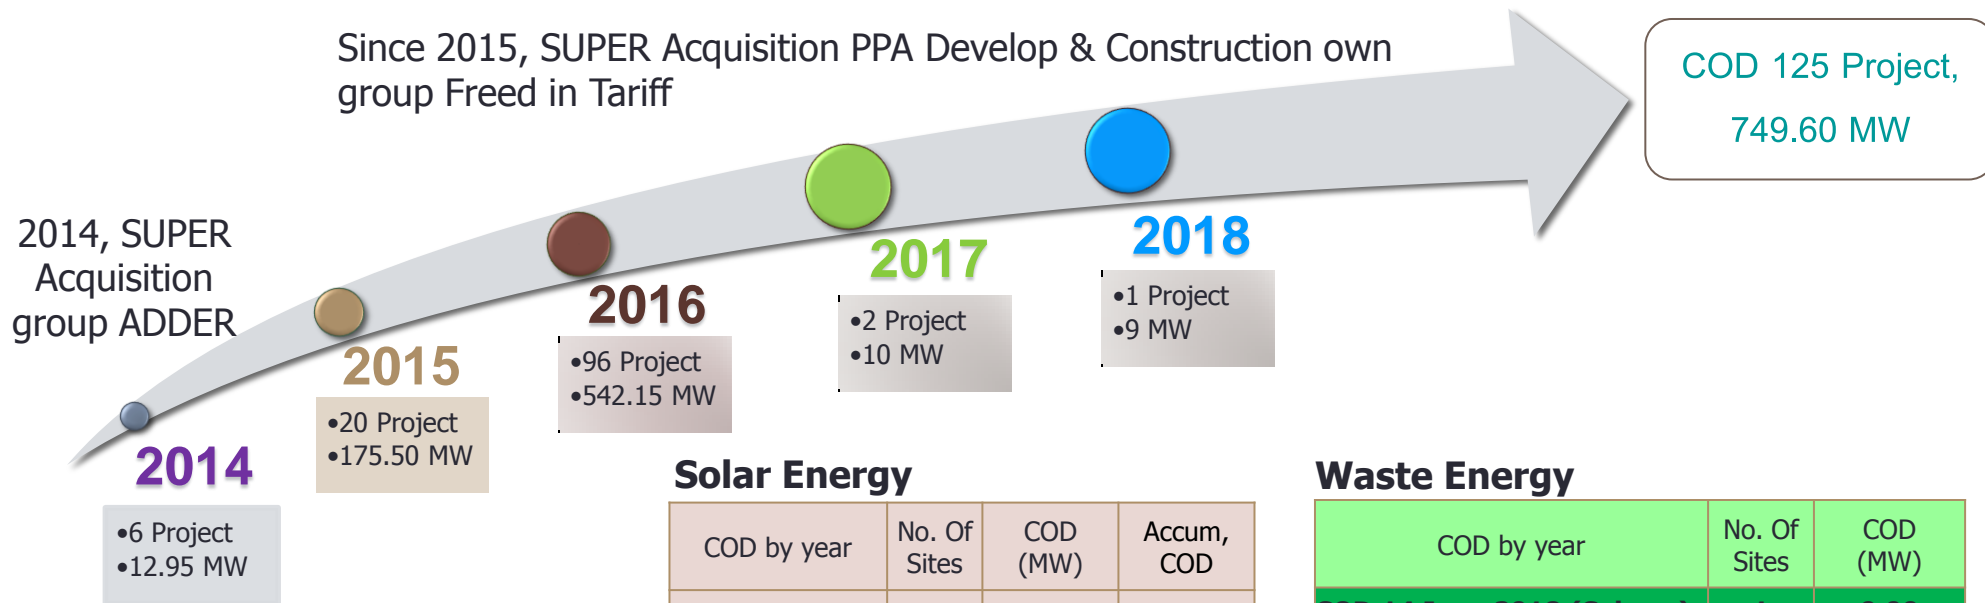 Since 2015, SUPER Acquisition PPA Develop & Construction own
group Freed in Tariff
COD 125 Project,
749.60 MW
2014, SUPER
Acquisition
group ADDER
2018
•1 Project
•9 MW
2017
•2 Project
•10 MW
2016
•96 Project
•542.15 MW
2015
•20 Project
•175.50 MW
2014
•6 Project
•12.95 MW
Solar Energy
COD by year
No. Of
Sites
COD
(MW)
Accum,
COD
Waste Energy
COD by year
No. Of
Sites
COD
(MW)